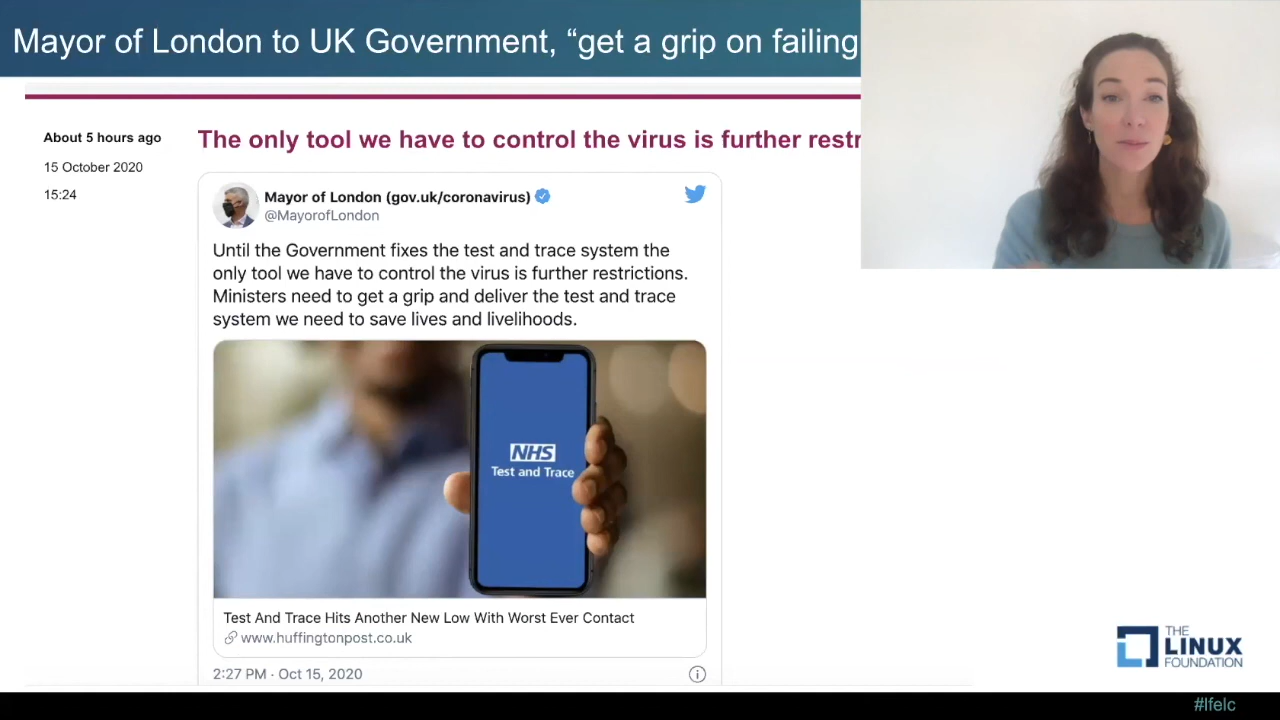 Mayor of London to UK Government, “get a grip on failing
About 5 hours ago
15 October 2020
15:24
The only tool we have to control the virus is further restr
Mayor of London (gov.uk/coronavirus)
@MayorofLondon
Until the Government fixes the test and trace system the
only tool we have to control the virus is further restrictions.
Ministers need to get a grip and deliver the test and trace
system we need to save lives and livelihoods.
NHS
Test and Trace
Test And Trace Hits Another New Low With Worst Ever Contact
www.huffingtonpost.co.uk
2:27 PM · Oct 15, 2020
THE
LINUX
FOUNDATION
#lfelc